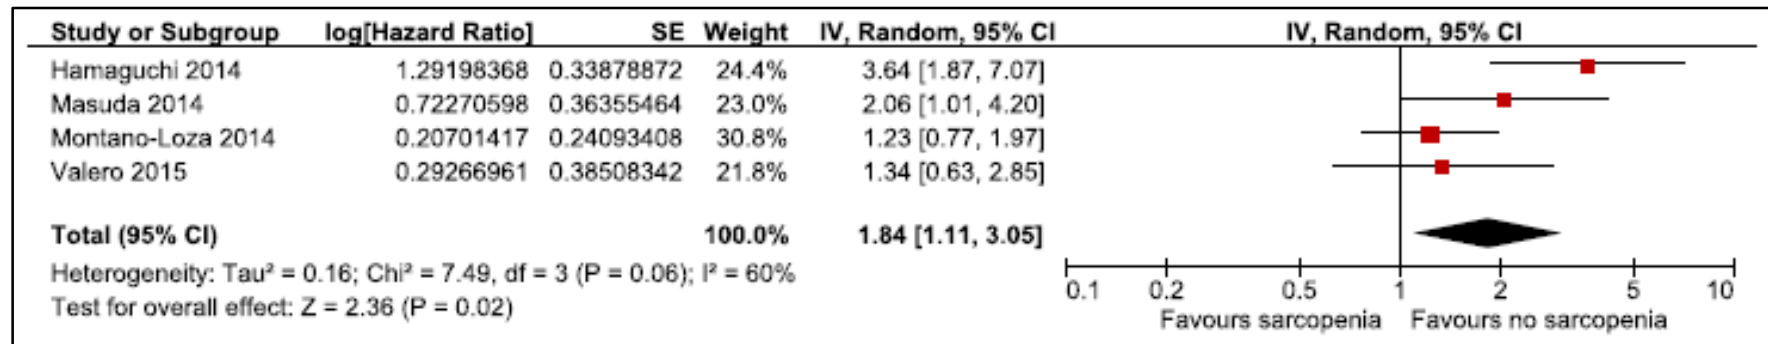 Study or Subgroup log[Hazard Ratio] SE Weight IV, Random, 95% CI IV, Random, 95% CI
Hamaguchi 2014 1.29198368 0.33878872 24.4% 3.64 [1.87, 7.07]
Masuda 2014 0.72270598 0.36355464 23.0% 2.06 [1.01, 4.20]
Montano-Loza 2014 0.20701417 0.24093408 30.8% 1.23 [0.77, 1.97]
Valero 2015 0.29266961 0.38508342 21.8% 1.34 [0.63, 2.85]
Total (95% CI) 100.0% 1.84 [1.11, 3.05]
Heterogeneity: Tau² = 0.16; Chi² = 7.49, df = 3 (P = 0.06); I² = 60%
Test for overall effect: Z = 2.36 (P = 0.02)
0.1 0.2 0.5 1 2 5 10
Favours sarcopenia Favours no sarcopenia